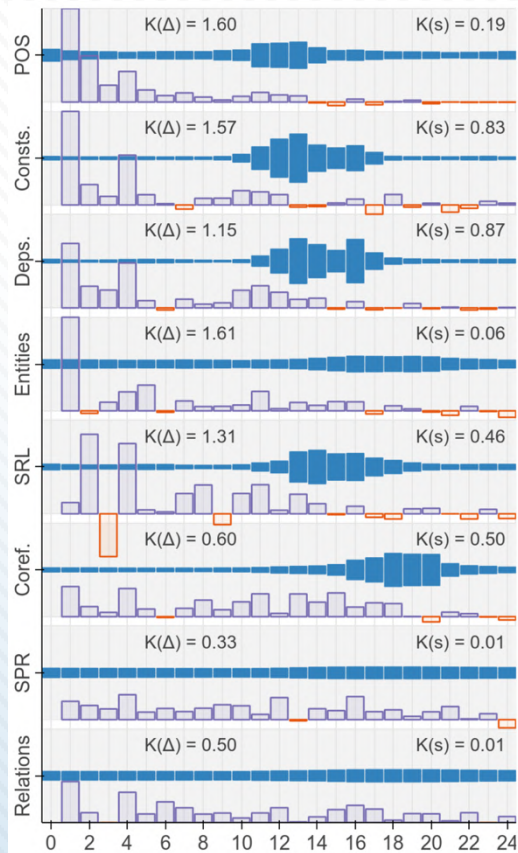 POS
K(Δ) = 1.60 K(s) = 0.19
Consts.
K(Δ) = 1.57 K(s) = 0.83
Deps.
K(Δ) = 1.15 K(s) = 0.87
Entities
K(Δ) = 1.61 K(s) = 0.06
SRL
K(Δ) = 1.31 K(s) = 0.46
Coref.
K(Δ) = 0.60 K(s) = 0.50
SPR
K(Δ) = 0.33 K(s) = 0.01
Relations
K(Δ) = 0.50 K(s) = 0.01
0 2 4 6 8 10 12 14 16 18 20 22 24